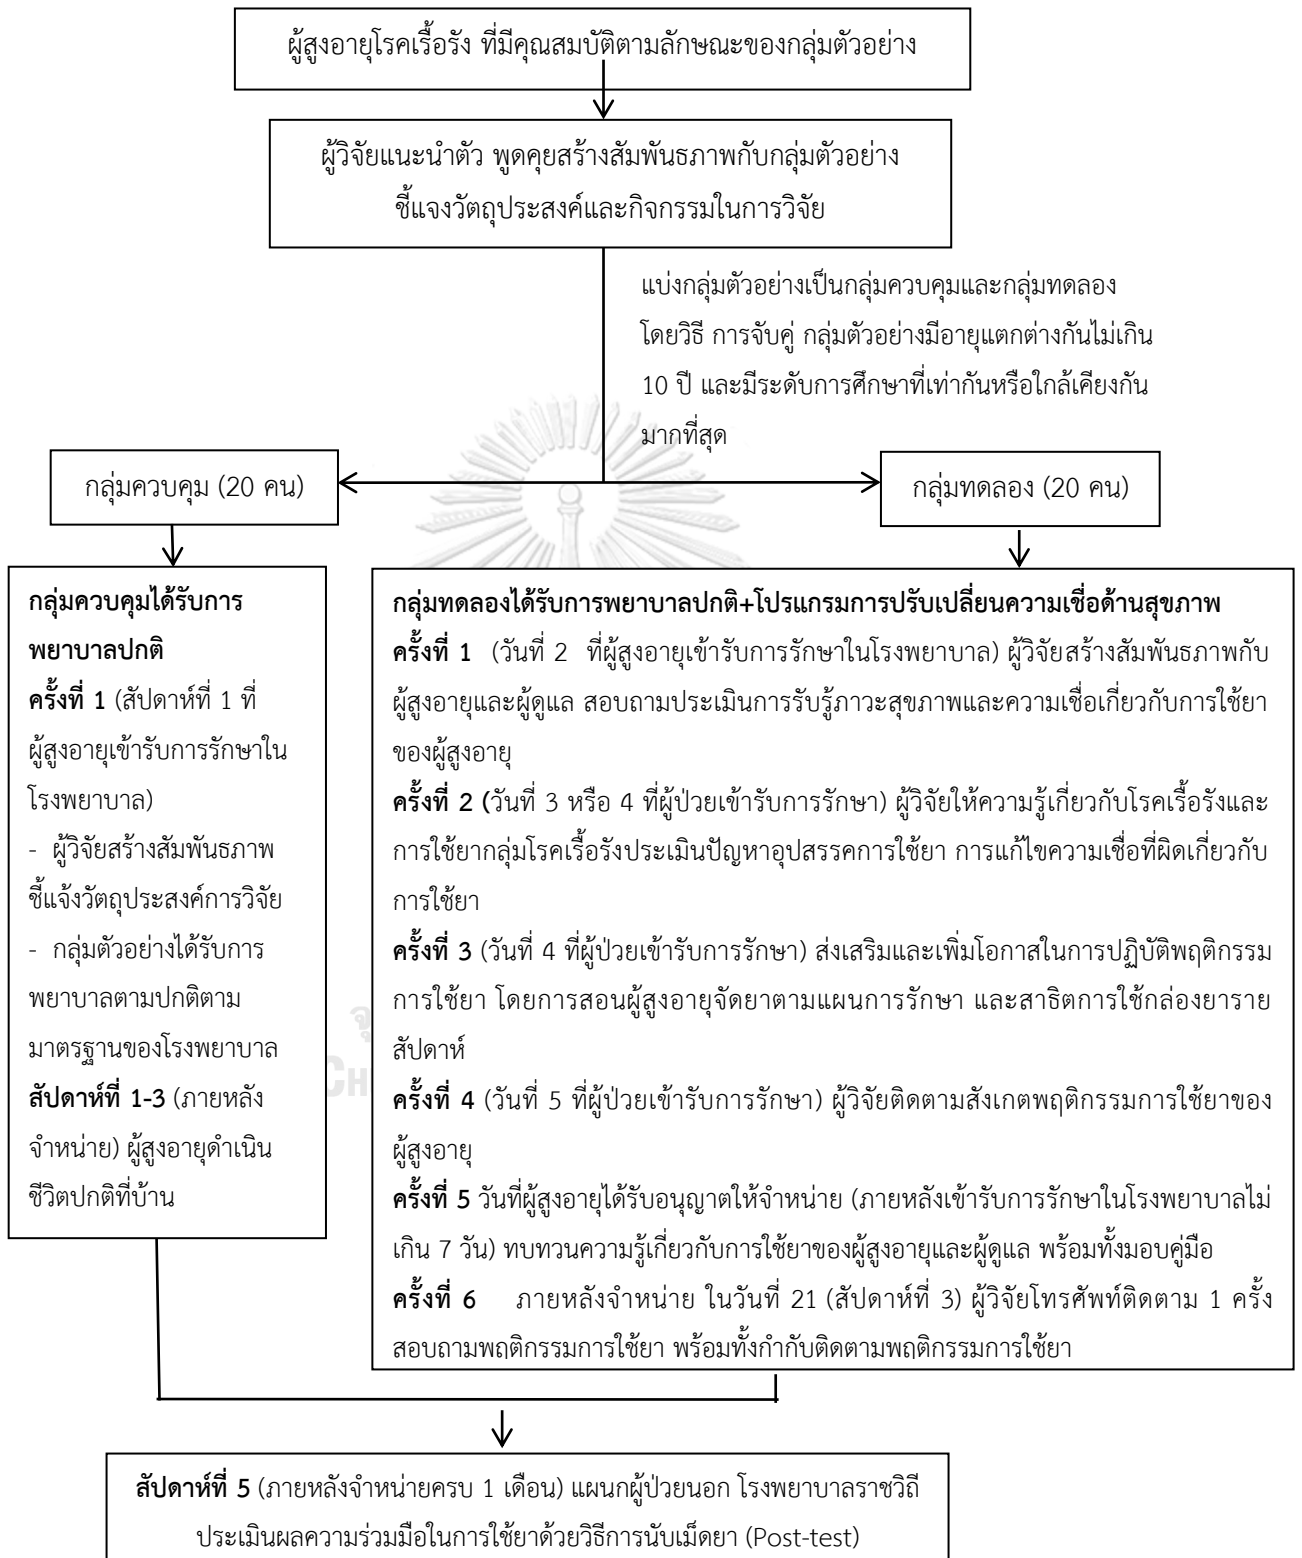 ผู้สูงอายุโรคเรื้อรัง ที่มีคุณสมบัติตามลักษณะของกลุ่มตัวอย่าง
ผู้วิจัยแนะนำตัว พูดคุยสร้างสัมพันธภาพกับกลุ่มตัวอย่าง
ชี้แจงวัตถุประสงค์และกิจกรรมในการวิจัย
แบ่งกลุ่มตัวอย่างเป็นกลุ่มควบคุมและกลุ่มทดลอง
โดยวิธี การจับคู่ กลุ่มตัวอย่างมีอายุแตกต่างกันไม่เกิน
10 ปี และมีระดับการศึกษาที่เท่ากันหรือใกล้เคียงกัน
มากที่สุด
กลุ่มควบคุม (20 คน)
กลุ่มทดลอง (20 คน)
กลุ่มควบคุมได้รับการ
พยาบาลปกติ
ครั้งที่ 1 (สัปดาห์ที่ 1 ที่
ผู้สูงอายุเข้ารับการรักษาใน
โรงพยาบาล)
- ผู้วิจัยสร้างสัมพันธภาพ
ชี้แจ้งวัตถุประสงค์การวิจัย
- กลุ่มตัวอย่างได้รับการ
พยาบาลตามปกติตาม
มาตรฐานของโรงพยาบาล
สัปดาห์ที่ 1-3 (ภายหลัง
จำหน่าย) ผู้สูงอายุดำเนิน
ชีวิตปกติที่บ้าน
กลุ่มทดลองได้รับการพยาบาลปกติ+โปรแกรมการปรับเปลี่ยนความเชื่อด้านสุขภาพ
ครั้งที่ 1 (วันที่ 2 ที่ผู้สูงอายุเข้ารับการรักษาในโรงพยาบาล) ผู้วิจัยสร้างสัมพันธภาพกับ
ผู้สูงอายุและผู้ดูแล สอบถามประเมินการรับรู้ภาวะสุขภาพและความเชื่อเกี่ยวกับการใช้ยา
ของผู้สูงอายุ
ครั้งที่ 2 (วันที่ 3 หรือ 4 ที่ผู้ป่วยเข้ารับการรักษา) ผู้วิจัยให้ความรู้เกี่ยวกับโรคเรื้อรังและ
การใช้ยากลุ่มโรคเรื้อรังประเมินปัญหาอุปสรรคการใช้ยา การแก้ไขความเชื่อที่ผิดเกี่ยวกับ
การใช้ยา
ครั้งที่ 3 (วันที่ 4 ที่ผู้ป่วยเข้ารับการรักษา) ส่งเสริมและเพิ่มโอกาสในการปฏิบัติพฤติกรรม
การใช้ยา โดยการสอนผู้สูงอายุจัดยาตามแผนการรักษา และสาธิตการใช้กล่องยาราย
สัปดาห์
ครั้งที่ 4 (วันที่ 5 ที่ผู้ป่วยเข้ารับการรักษา) ผู้วิจัยติดตามสังเกตพฤติกรรมการใช้ยาของ
ผู้สูงอายุ
ครั้งที่ 5 วันที่ผู้สูงอายุได้รับอนุญาตให้จำหน่าย (ภายหลังเข้ารับการรักษาในโรงพยาบาลไม่
เกิน 7 วัน) ทบทวนความรู้เกี่ยวกับการใช้ยาของผู้สูงอายุและผู้ดูแล พร้อมทั้งมอบคู่มือ
ครั้งที่ 6 ภายหลังจำหน่าย ในวันที่ 21 (สัปดาห์ที่ 3) ผู้วิจัยโทรศัพท์ติดตาม 1 ครั้ง
สอบถามพฤติกรรมการใช้ยา พร้อมทั้งกำกับติดตามพฤติกรรมการใช้ยา
สัปดาห์ที่ 5 (ภายหลังจำหน่ายครบ 1 เดือน) แผนกผู้ป่วยนอก โรงพยาบาลราชวิถี
ประเมินผลความร่วมมือในการใช้ยาด้วยวิธีการนับเม็ดยา (Post-test)